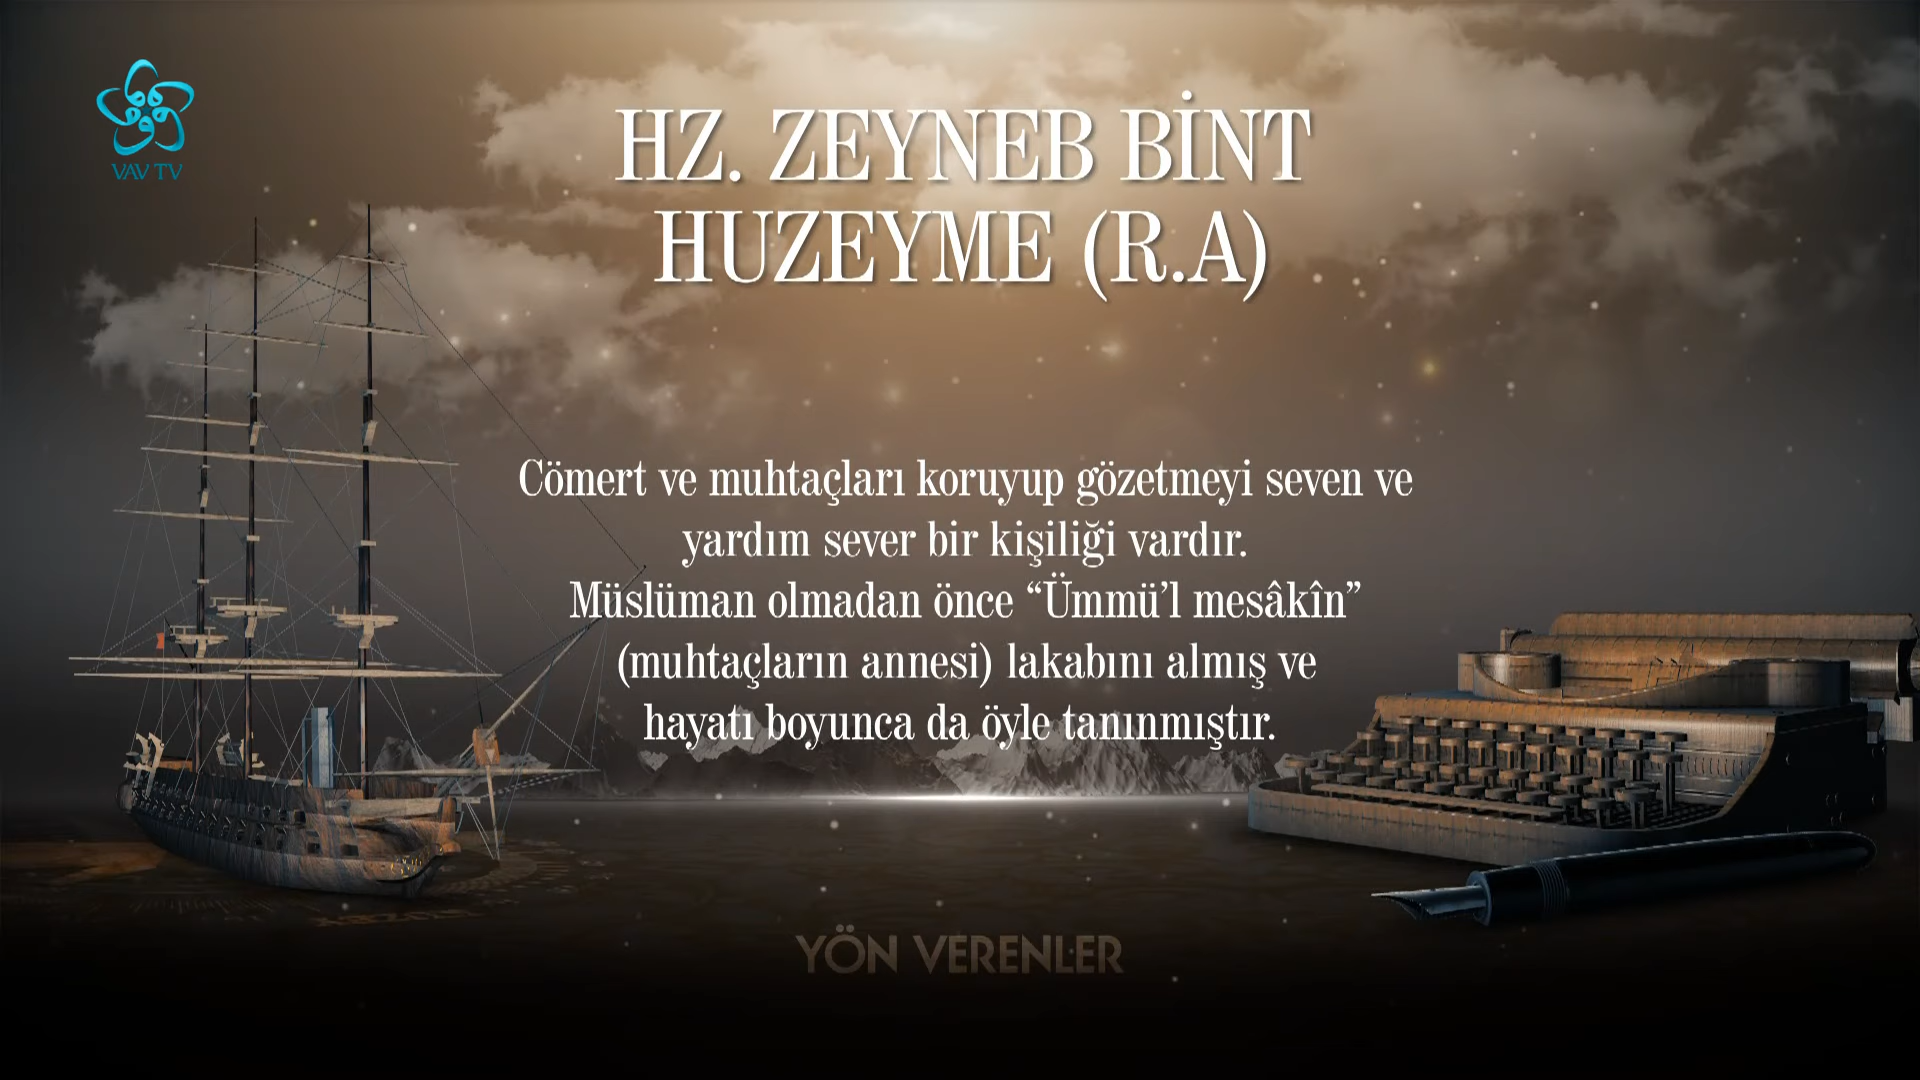 VAV TV
HZ. ZEYNEB BİNT
HUZEYME (R.A)
Cömert ve muhtaçları koruyup gözetmeyi seven ve
yardım sever bir kişiliği vardır.
Müslüman olmadan önce “Ümmü’l mesâkîn”
(muhtaçların annesi) lakabını almış ve
hayatı boyunca da öyle tanınmıştır.
YÖN VERENLER